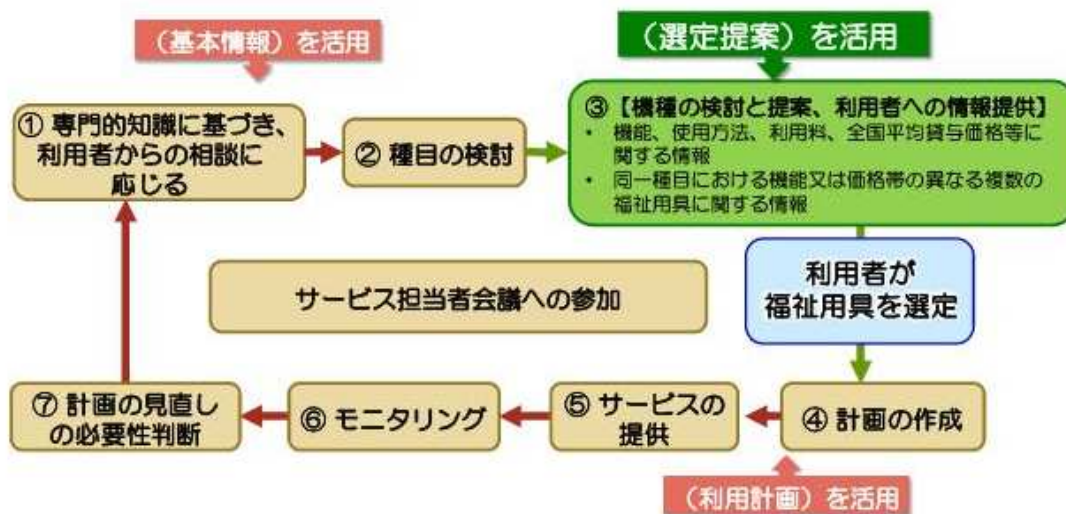 (基本情報)を活用
(選定提案)を活用
① 専門的知識に基づき、
利用者からの相談に
応じる
② 種目の検討
③【機種の検討と提案、利用者への情報提供】
• 機能、使用方法、利用料、全国平均貸与価格等に
関する情報
• 同一種目における機能又は価格帯の異なる複数の
福祉用具に関する情報
利用者が
福祉用具を選定
サービス担当者会議への参加
④ 計画の作成
⑤ サービスの
提供
⑥ モニタリング
⑦ 計画の見直し
の必要性判断
(利用計画)を活用